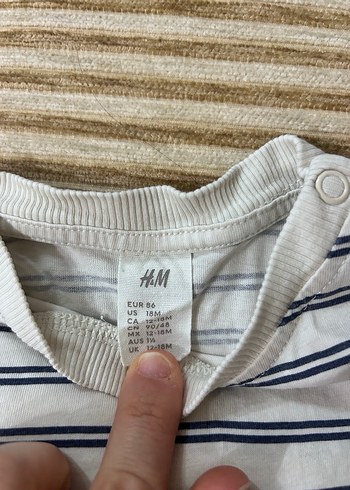 H&M
EUR 86
US 18M
CA 12-18M
CN 90/48
MX 12-18M
AUS 1½
UK 12-18M